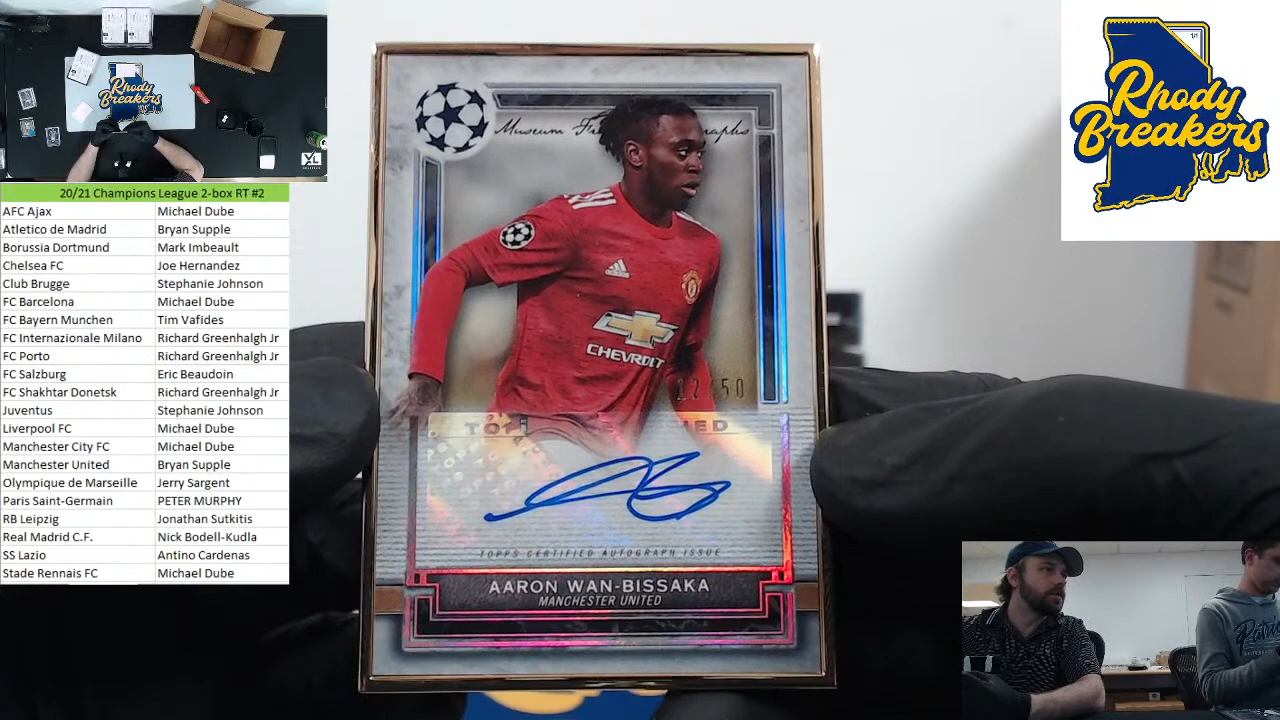 Rhody
Breakers
1/1
Rhody
Breakers
XL
20/21 Champions League 2-box RT #2
AFC Ajax Michael Dube
Atletico de Madrid Bryan Supple
Borussia Dortmund Mark Imbeault
Chelsea FC Joe Hernandez
Club Brugge Stephanie Johnson
FC Barcelona Michael Dube
FC Bayern Munchen Tim Vafides
FC Internazionale Milano Richard Greenhalgh Jr
FC Porto Richard Greenhalgh Jr
FC Salzburg Eric Beaudoin
FC Shakhtar Donetsk Richard Greenhalgh Jr
Juventus Stephanie Johnson
Liverpool FC Michael Dube
Manchester City FC Michael Dube
Manchester United Bryan Supple
Olympique de Marseille Jerry Sargent
Paris Saint-Germain PETER MURPHY
RB Leipzig Jonathan Sutkitis
Real Madrid C.F. Nick Bodell-Kudla
SS Lazio Antino Cardenas
Stade Rennais FC Michael Dube
Museum
CHEVROLET
12/50
TOPPS CERTIFIED AUTOGRAPH ISSUE
AARON WAN-BISSAKA
MANCHESTER UNITED